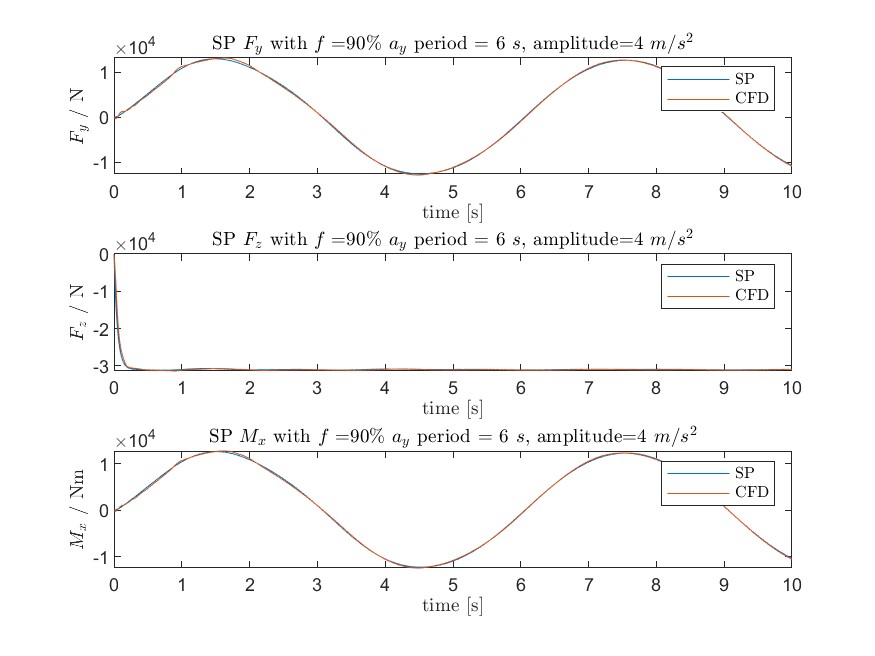 SP F_y with f =90% a_y period = 6 s, amplitude=4 m/s^2
×10^4
1
0
-1
F_y / N
SP
CFD
0 1 2 3 4 5 6 7 8 9 10
time [s]
SP F_z with f =90% a_y period = 6 s, amplitude=4 m/s^2
×10^4
0
-1
-2
-3
F_z / N
SP
CFD
0 1 2 3 4 5 6 7 8 9 10
time [s]
SP M_x with f =90% a_y period = 6 s, amplitude=4 m/s^2
×10^4
1
0
-1
M_x / Nm
SP
CFD
0 1 2 3 4 5 6 7 8 9 10
time [s]